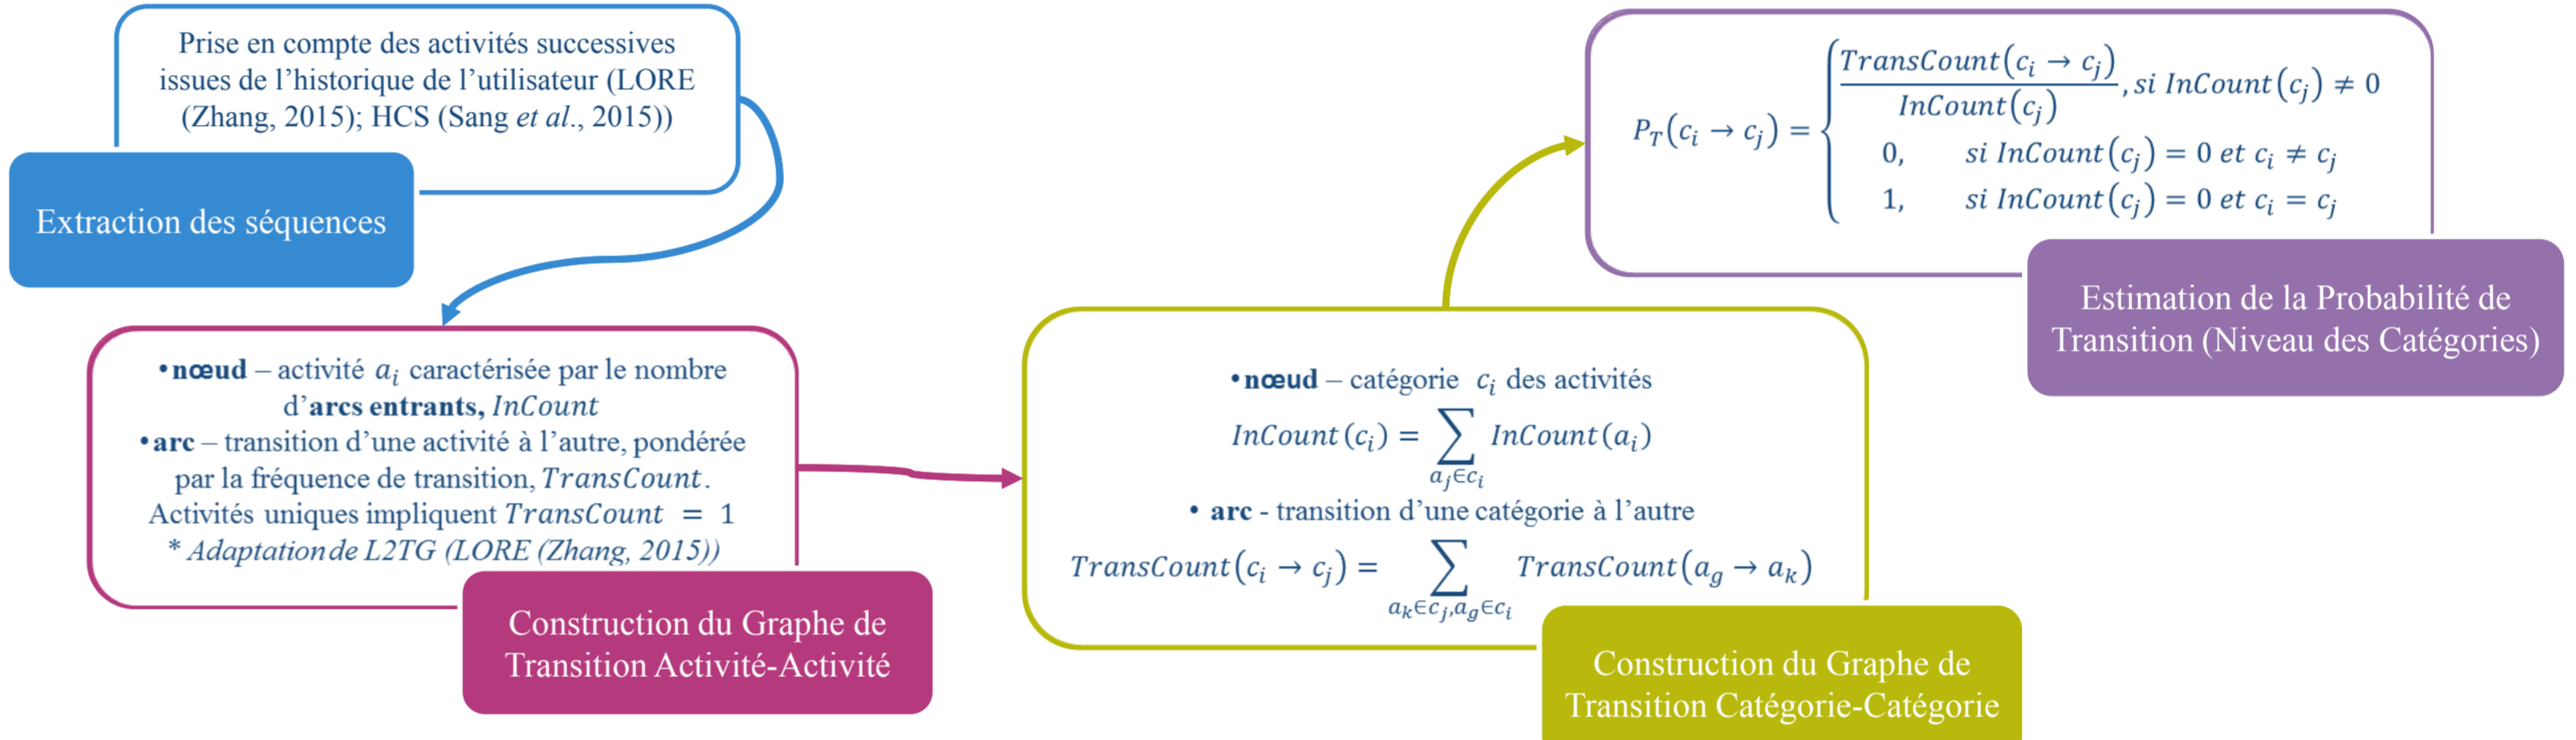 Prise en compte des activités successives
issues de l'historique de l'utilisateur (LORE
(Zhang, 2015); HCS (Sang et al., 2015))
Extraction des séquences
•nœud – activité a_i caractérisée par le nombre
d'arcs entrants, InCount
•arc – transition d'une activité à l'autre, pondérée
par la fréquence de transition, TransCount.
Activités uniques impliquent TransCount = 1
* Adaptation de L2TG (LORE (Zhang, 2015))
Construction du Graphe de
Transition Activité-Activité
•nœud – catégorie c_i des activités
InCount(c_i) = ∑_{a_j∈c_i} InCount(a_i)
• arc - transition d'une catégorie à l'autre
TransCount(c_i → c_j) = ∑_{a_k∈c_j,a_g∈c_i} TransCount(a_g → a_k)
Construction du Graphe de
Transition Catégorie-Catégorie
P_T(c_i → c_j) = { TransCount(c_i → c_j) / InCount(c_j), si InCount(c_j) ≠ 0
0, si InCount(c_j) = 0 et c_i ≠ c_j
1, si InCount(c_j) = 0 et c_i = c_j
Estimation de la Probabilité de
Transition (Niveau des Catégories)